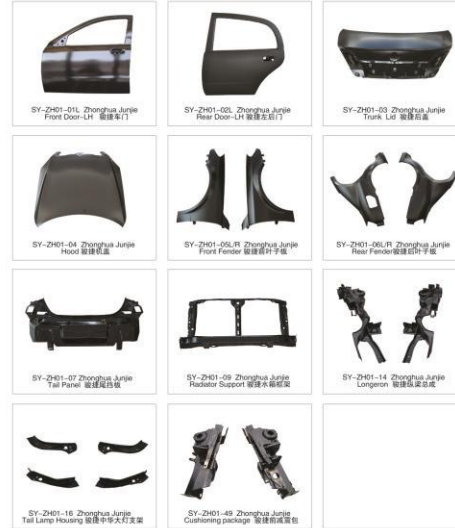 SY-ZH01-01L Zhonghua Junjie
Front Door-LH 骏捷车门
SY-ZH01-02L Zhonghua Junjie
Rear Door-LH 骏捷左后门
SY-ZH01-03 Zhonghua Junjie
Trunk Lid 骏捷后盖
SY-ZH01-04 Zhonghua Junjie
Hood 骏捷机盖
SY-ZH01-05L/R Zhonghua Junjie
Front Fender 骏捷前叶子板
SY-ZH01-06L/R Zhonghua Junjie
Rear Fender骏捷后叶子板
SY-ZH01-07 Zhonghua Junjie
Tail Panel 骏捷尾挡板
SY-ZH01-09 Zhonghua Junjie
Radiator Support 骏捷水箱框架
SY-ZH01-14 Zhonghua Junjie
Longeron 骏捷纵梁总成
SY-ZH01-16 Zhonghua Junjie
Tail Lamp Housing 骏捷中华大灯支架
SY-ZH01-49 Zhonghua Junjie
Cushioning package 骏捷前减震包